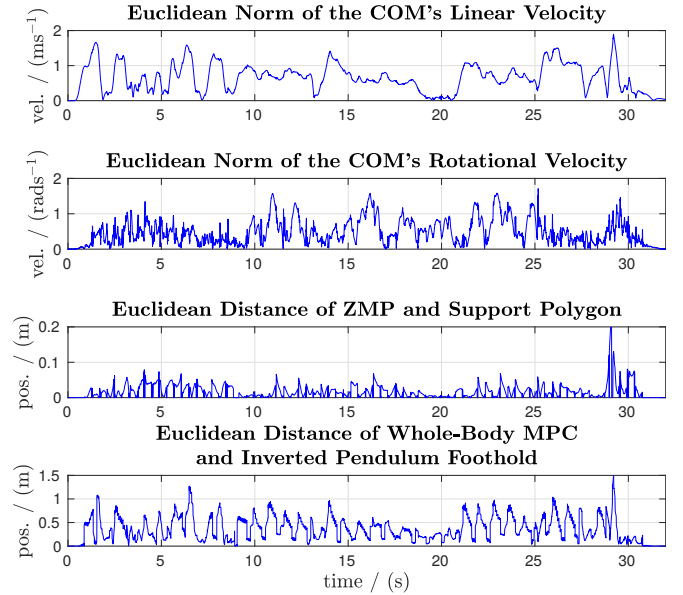 Euclidean Norm of the COM's Linear Velocity
vel. / (ms⁻¹)
2
1
0
0 5 10 15 20 25 30
Euclidean Norm of the COM's Rotational Velocity
vel. / (rads⁻¹)
2
1
0
0 5 10 15 20 25 30
Euclidean Distance of ZMP and Support Polygon
pos. / (m)
0.2
0.1
0
0 5 10 15 20 25 30
Euclidean Distance of Whole-Body MPC
and Inverted Pendulum Foothold
pos. / (m)
1.5
1
0.5
0
0 5 10 15 20 25 30
time / (s)